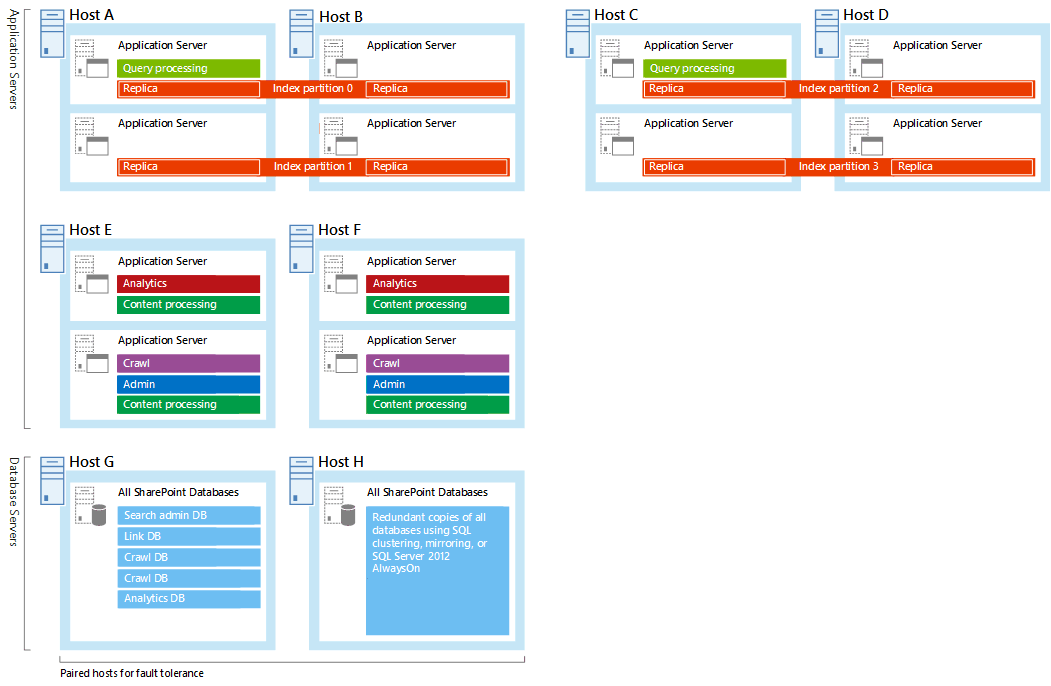 Application Servers
Host A
Application Server
Query processing
Replica
Index partition 0
Application Server
Replica
Index partition 1
Host B
Application Server
Replica
Application Server
Replica
Host C
Application Server
Query processing
Replica
Index partition 2
Application Server
Replica
Index partition 3
Host D
Application Server
Replica
Application Server
Replica
Host E
Application Server
Analytics
Content processing
Application Server
Crawl
Admin
Content processing
Host F
Application Server
Analytics
Content processing
Application Server
Crawl
Admin
Content processing
Database Servers
Host G
All SharePoint Databases
Search admin DB
Link DB
Crawl DB
Crawl DB
Analytics DB
Host H
All SharePoint Databases
Redundant copies of all
databases using SQL
clustering, mirroring, or
SQL Server 2012
AlwaysOn
Paired hosts for fault tolerance